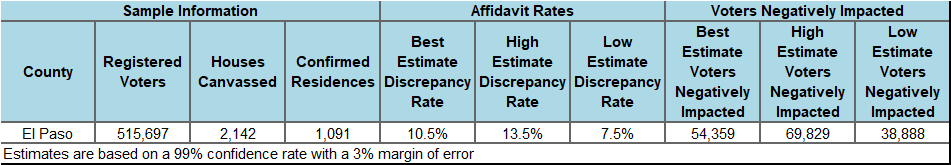 Sample Information Affidavit Rates Voters Negatively Impacted
County Registered Voters Houses Canvassed Confirmed Residences Best Estimate Discrepancy Rate High Estimate Discrepancy Rate Low Estimate Discrepancy Rate Best Estimate Voters Negatively Impacted High Estimate Voters Negatively Impacted Low Estimate Voters Negatively Impacted
El Paso 515,697 2,142 1,091 10.5% 13.5% 7.5% 54,359 69,829 38,888
Estimates are based on a 99% confidence rate with a 3% margin of error